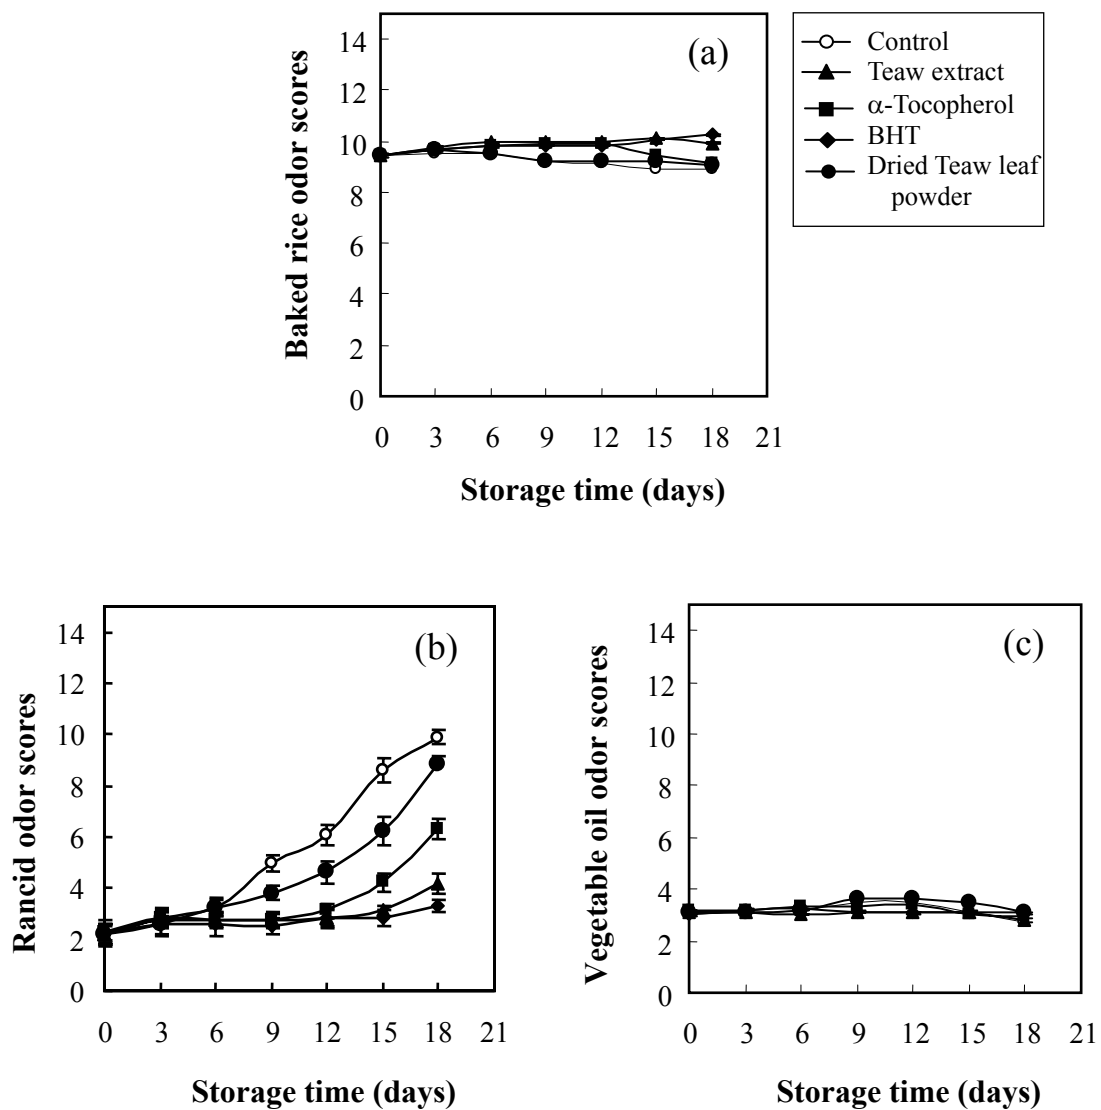 (a)
Control
Teaw extract
α-Tocopherol
BHT
Dried Teaw leaf
powder
Baked rice odor scores
14
12
10
8
6
4
2
0
0 3 6 9 12 15 18 21
Storage time (days)
(b)
Rancid odor scores
14
12
10
8
6
4
2
0
0 3 6 9 12 15 18 21
Storage time (days)
(c)
Vegetable oil odor scores
14
12
10
8
6
4
2
0
0 3 6 9 12 15 18 21
Storage time (days)